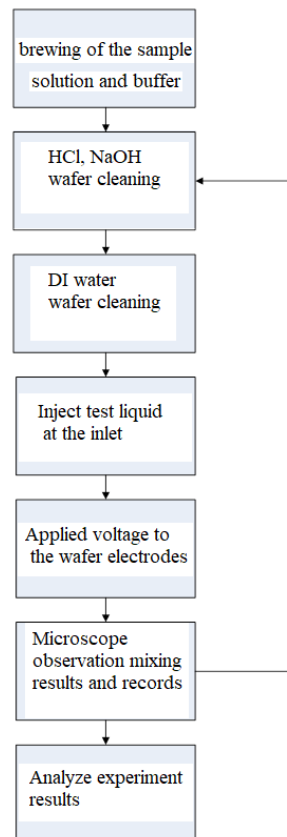 brewing of the sample
solution and buffer
HCl, NaOH
wafer cleaning
DI water
wafer cleaning
Inject test liquid
at the inlet
Applied voltage to
the wafer electrodes
Microscope
observation mixing
results and records
Analyze experiment
results